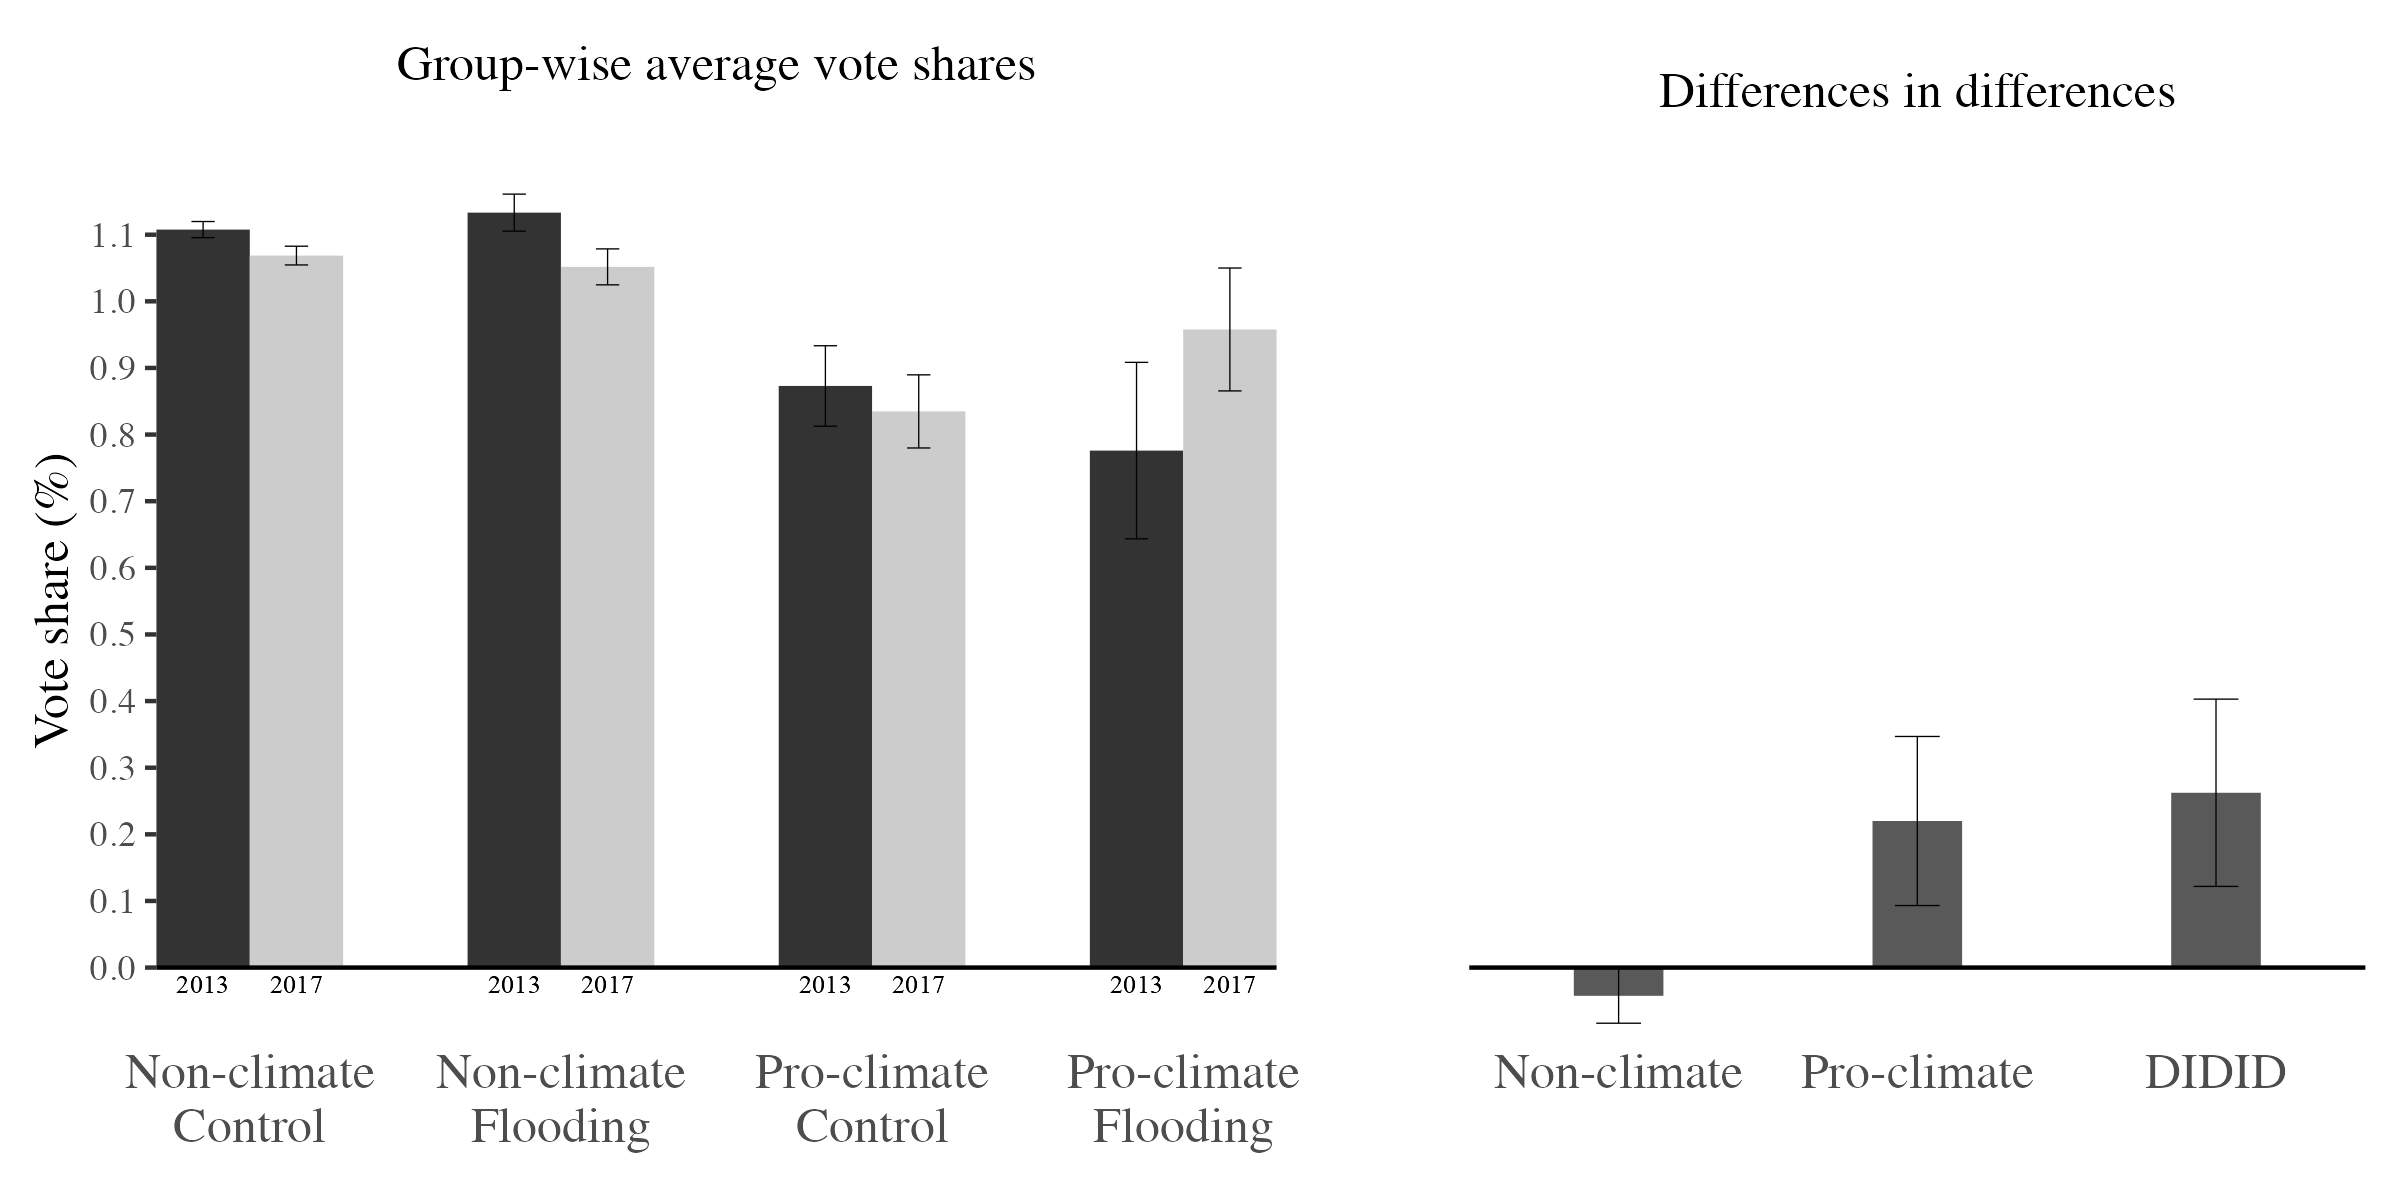 Group-wise average vote shares
Differences in differences
Vote share (%)
1.1
1.0
0.9
0.8
0.7
0.6
0.5
0.4
0.3
0.2
0.1
0.0
2013 2017 2013 2017 2013 2017 2013 2017
Non-climate Control
Non-climate Flooding
Pro-climate Control
Pro-climate Flooding
Non-climate Pro-climate DIDID